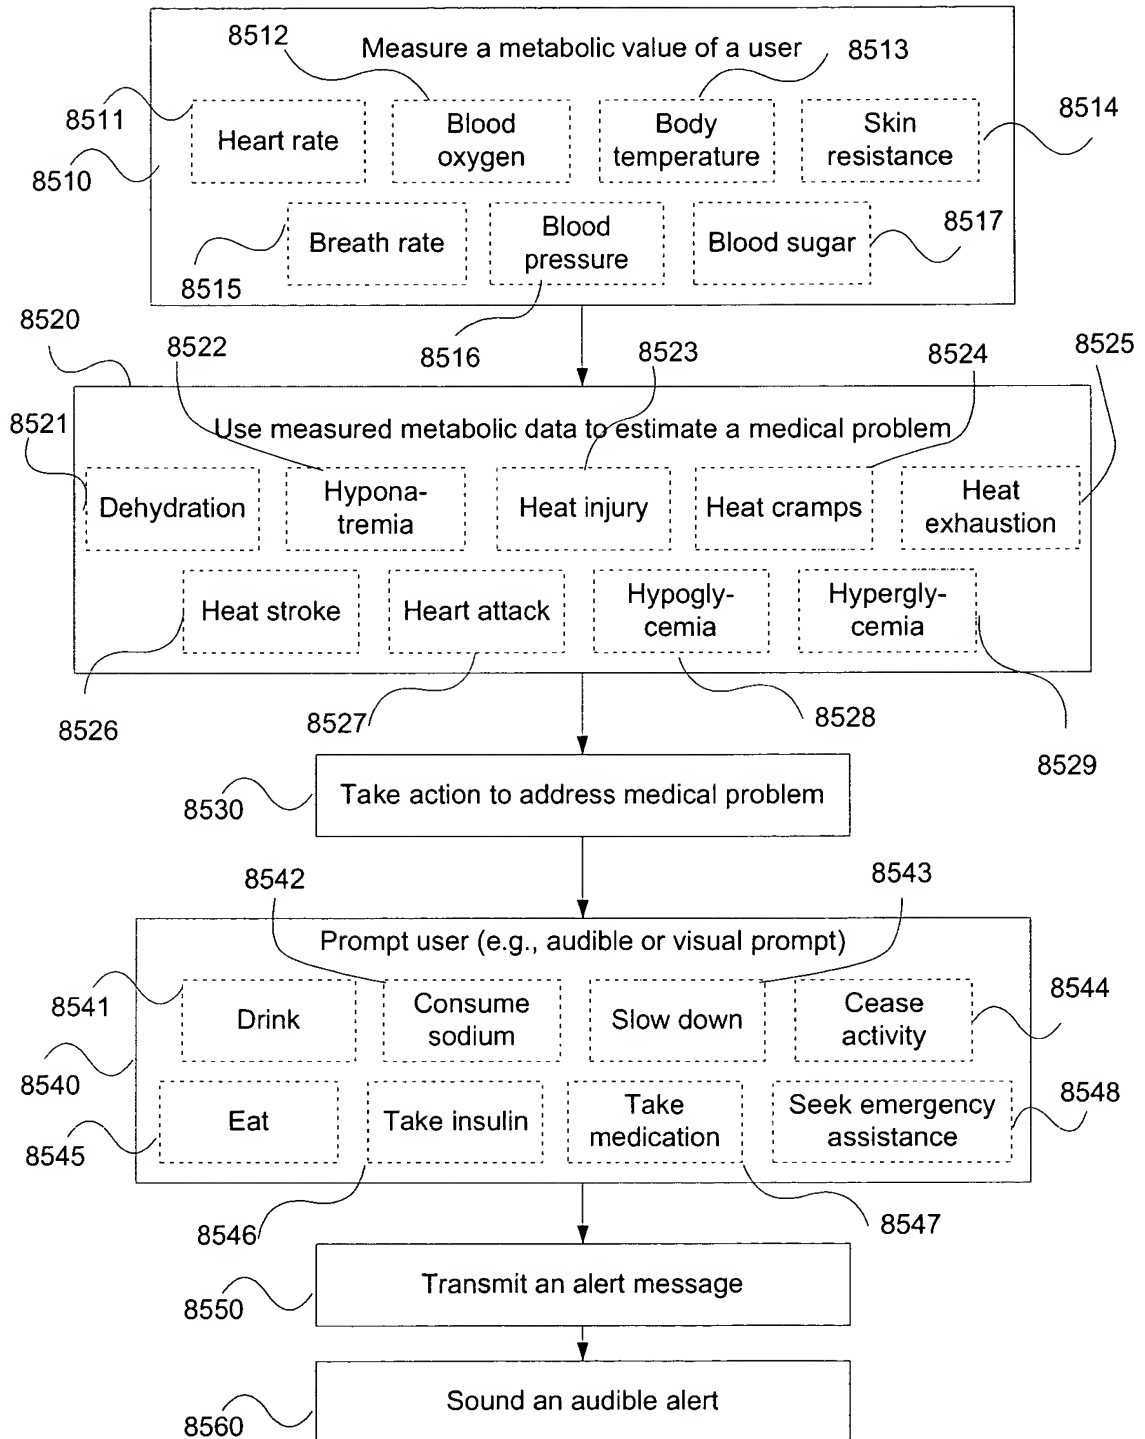 8512
Measure a metabolic value of a user
8513
8511
Heart rate
Blood
oxygen
Body
temperature
Skin
resistance
8514
8510
Breath rate
Blood
pressure
Blood sugar
8517
8515
8516
8520
8522
8523
8524
8525
8521
Use measured metabolic data to estimate a medical problem
Dehydration
Hypona-
tremia
Heat injury
Heat cramps
Heat
exhaustion
Heat stroke
Heart attack
Hypogly-
cemia
Hypergly-
cemia
8526
8527
8528
8529
8530
Take action to address medical problem
8542
8543
Prompt user (e.g., audible or visual prompt)
8541
Drink
Consume
sodium
Slow down
Cease
activity
8544
8540
Eat
Take insulin
Take
medication
Seek emergency
assistance
8548
8545
8546
8547
Transmit an alert message
8550
Sound an audible alert
8560